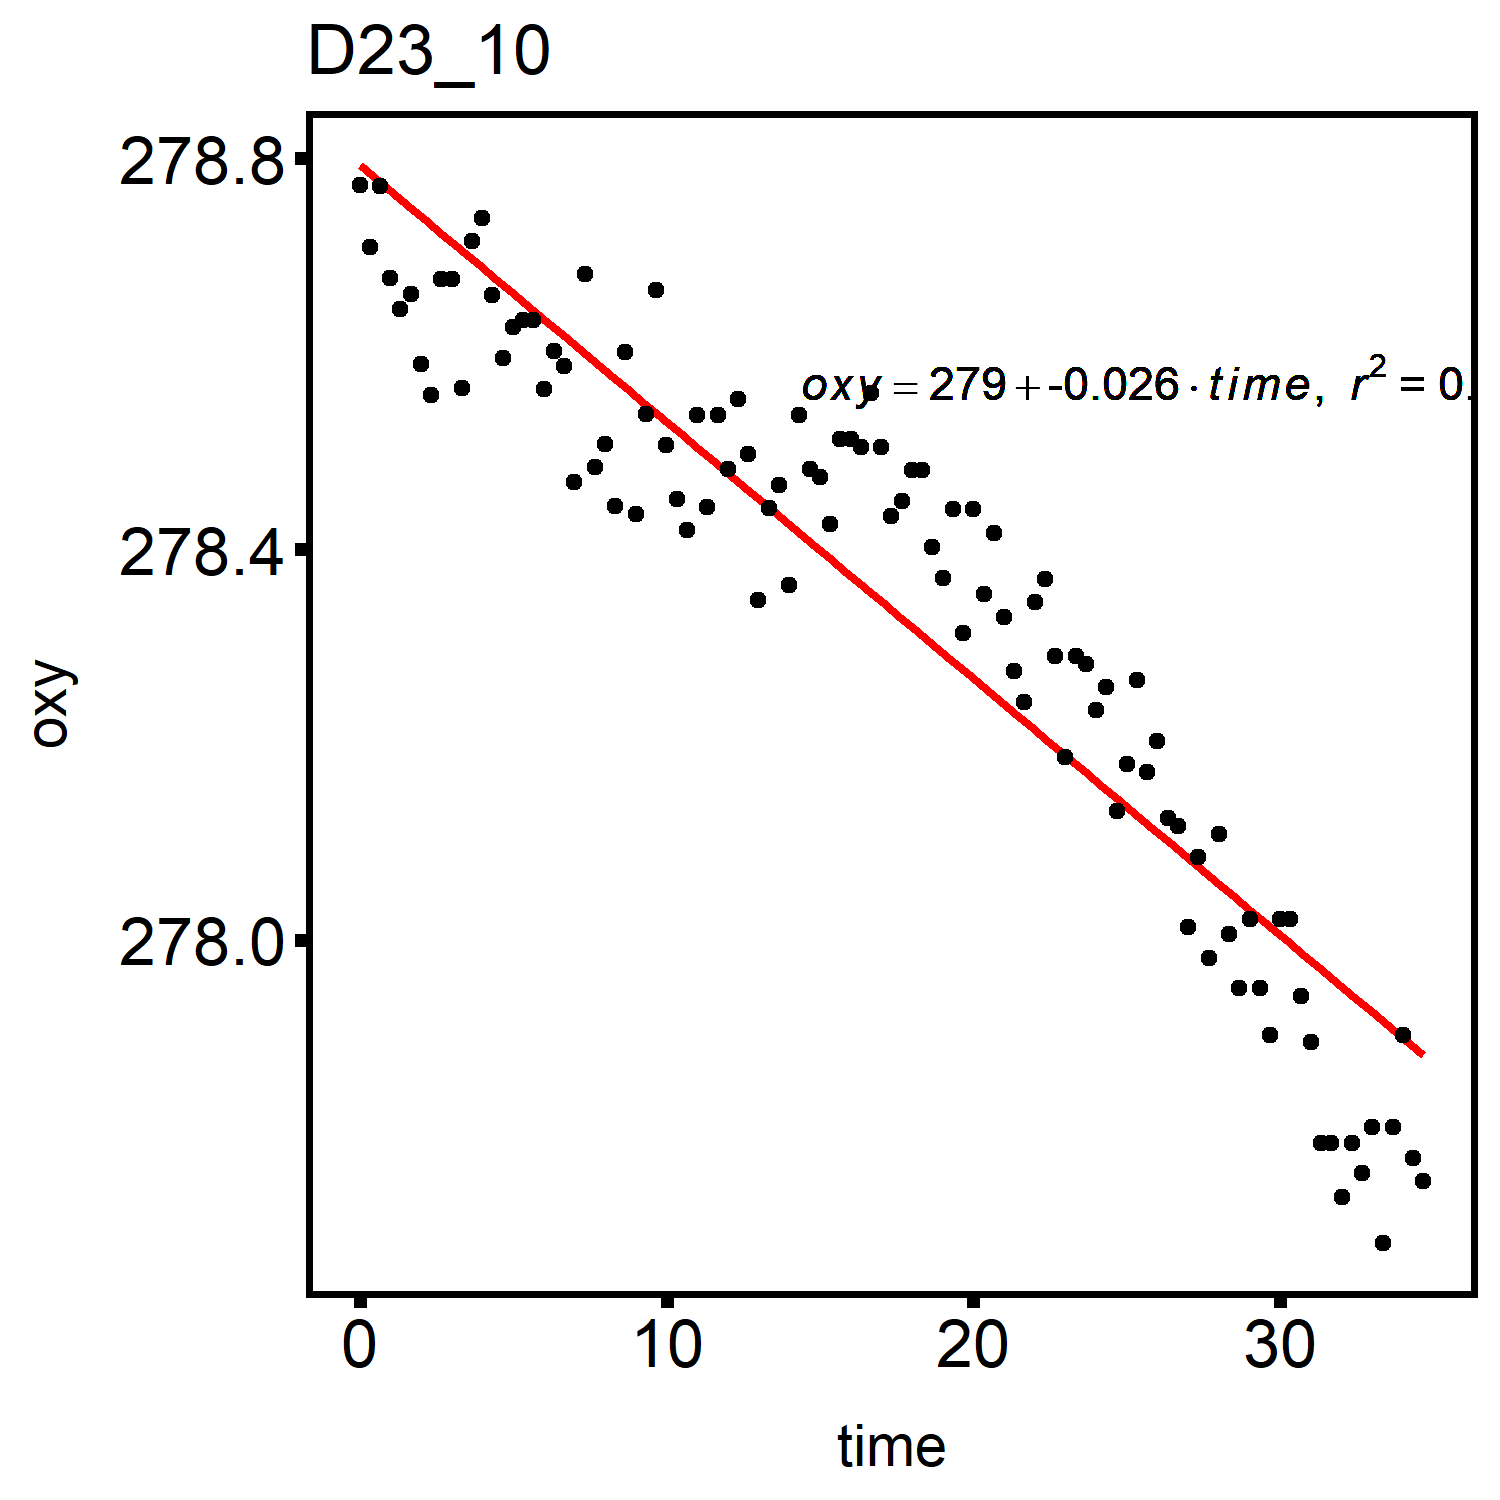 D23_10
278.8
oxy = 279 + -0.026 · time, r² = 0.
278.4
278.0
oxy
0 10 20 30
time